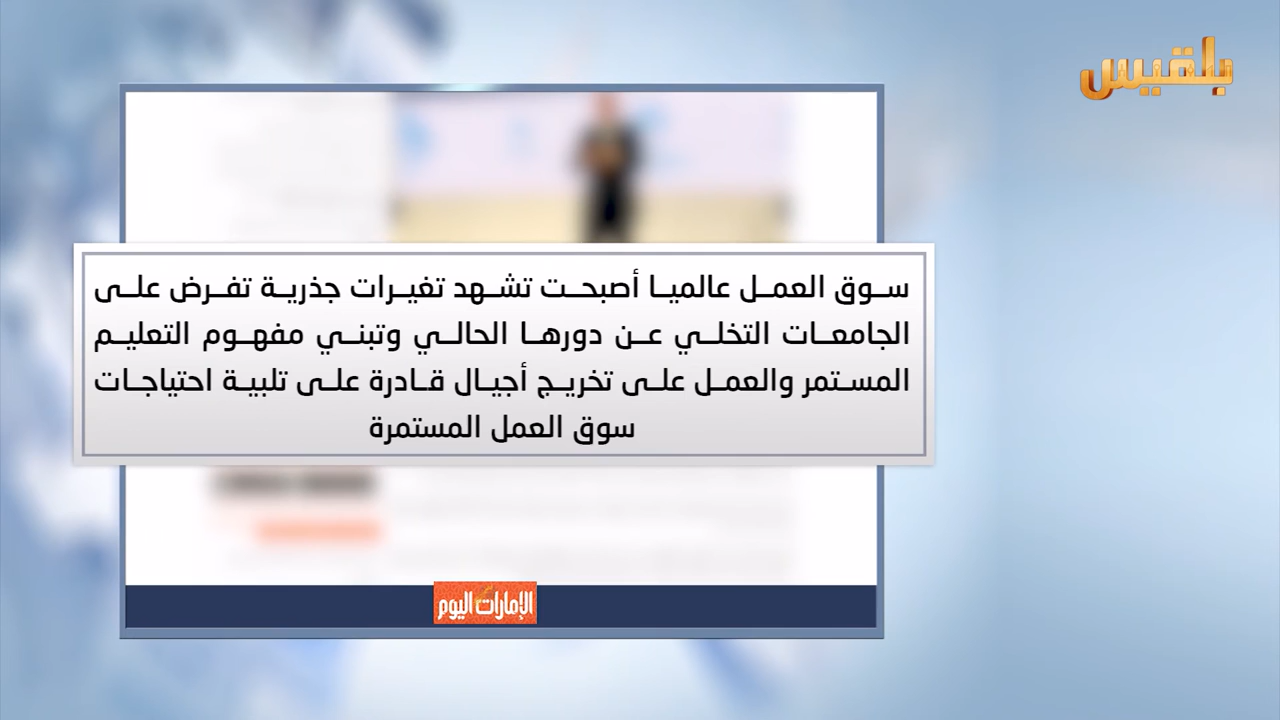 بلقيس
سوق العمل عالميا أصبحت تشهد تغيرات جذرية تفرض على
الجامعات التخلي عن دورها الحالي وتبني مفهوم التعليم
المستمر والعمل على تخريج أجيال قادرة على تلبية احتياجات
سوق العمل المستمرة
الإمارات اليوم